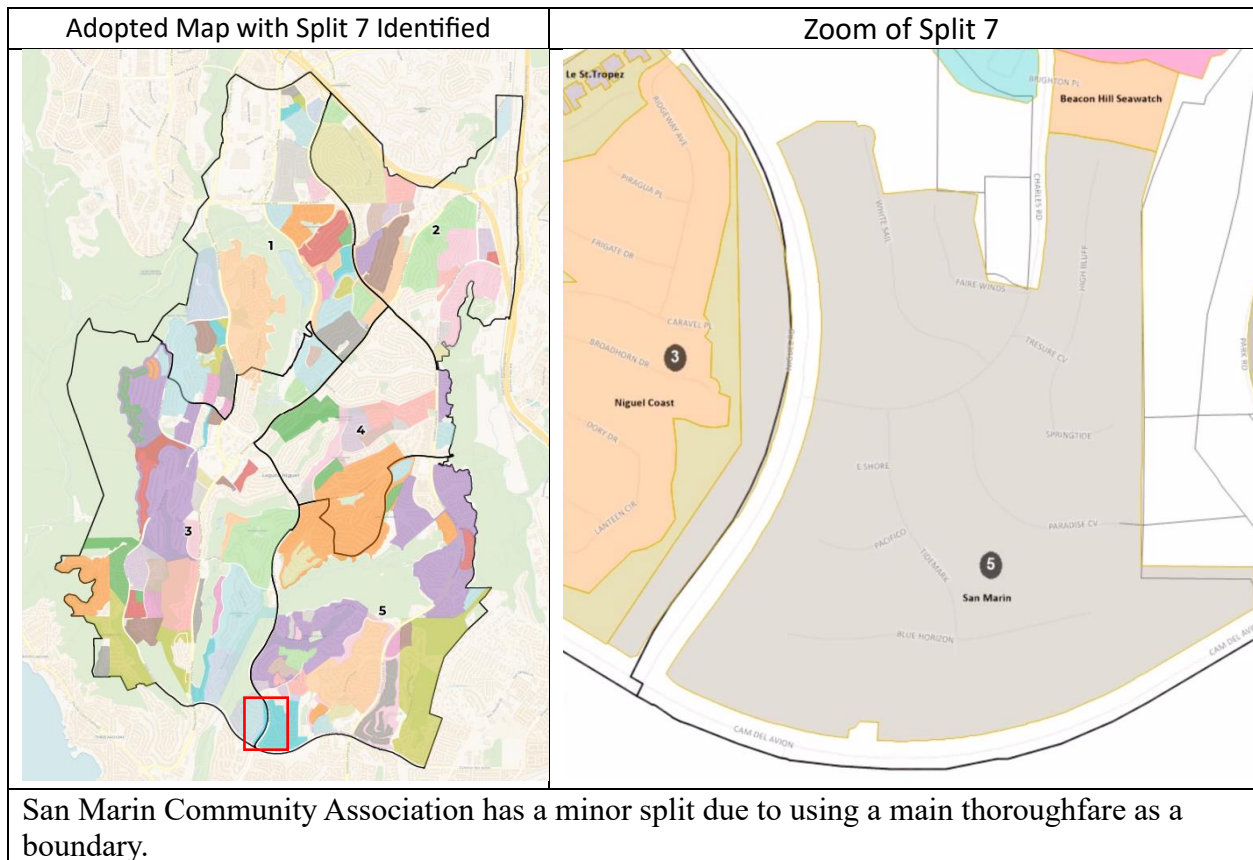 Adopted Map with Split 7 Identified
Zoom of Split 7
1
2
3
4
5
Le St.Tropez
RIDGEWAY AVE
PIRAGUA PL
FRIGATE DR
CARAVEL PL
BROADHORN DR
3
Niguel Coast
DORY DR
LANTEEN CIR
BRIGHTON PL
Beacon Hill Seawatch
CHARLES RD
WHITE SAIL
HIGH BLUFF
FAIRE WINDS
TRESURE CV
PARK RD
SPRINGTIDE
E SHORE
PARADISE CV
PACIFICO
TIDEMARK
5
San Marin
BLUE HORIZON
CAM DEL AVION
San Marin Community Association has a minor split due to using a main thoroughfare as a
boundary.